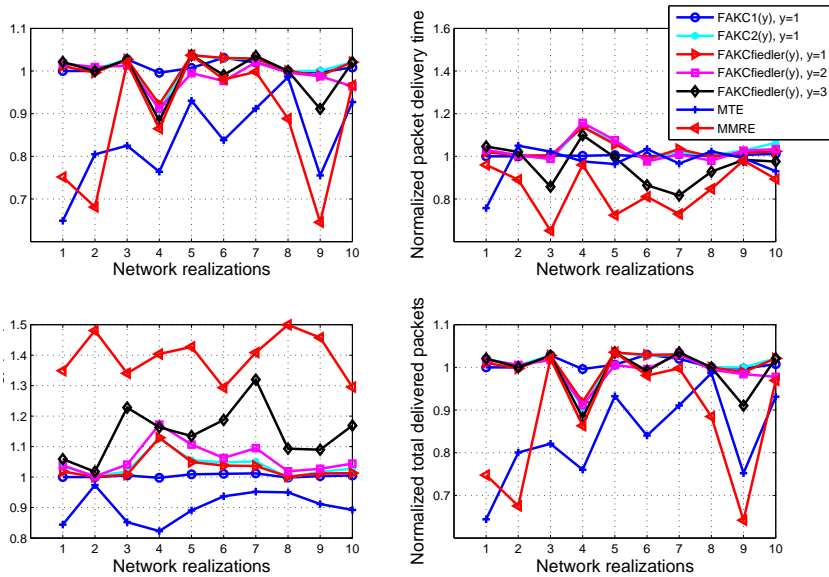 1.1
1
0.9
0.8
0.7
1 2 3 4 5 6 7 8 9 10
Network realizations
Normalized packet delivery time
1.6
1.4
1.2
1
0.8
1 2 3 4 5 6 7 8 9 10
Network realizations
FAKC1(y), y=1
FAKC2(y), y=1
FAKCfiedler(y), y=1
FAKCfiedler(y), y=2
FAKCfiedler(y), y=3
MTE
MMRE
1.5
1.4
1.3
1.2
1.1
1
0.9
0.8
1 2 3 4 5 6 7 8 9 10
Network realizations
Normalized total delivered packets
1.1
1
0.9
0.8
0.7
1 2 3 4 5 6 7 8 9 10
Network realizations